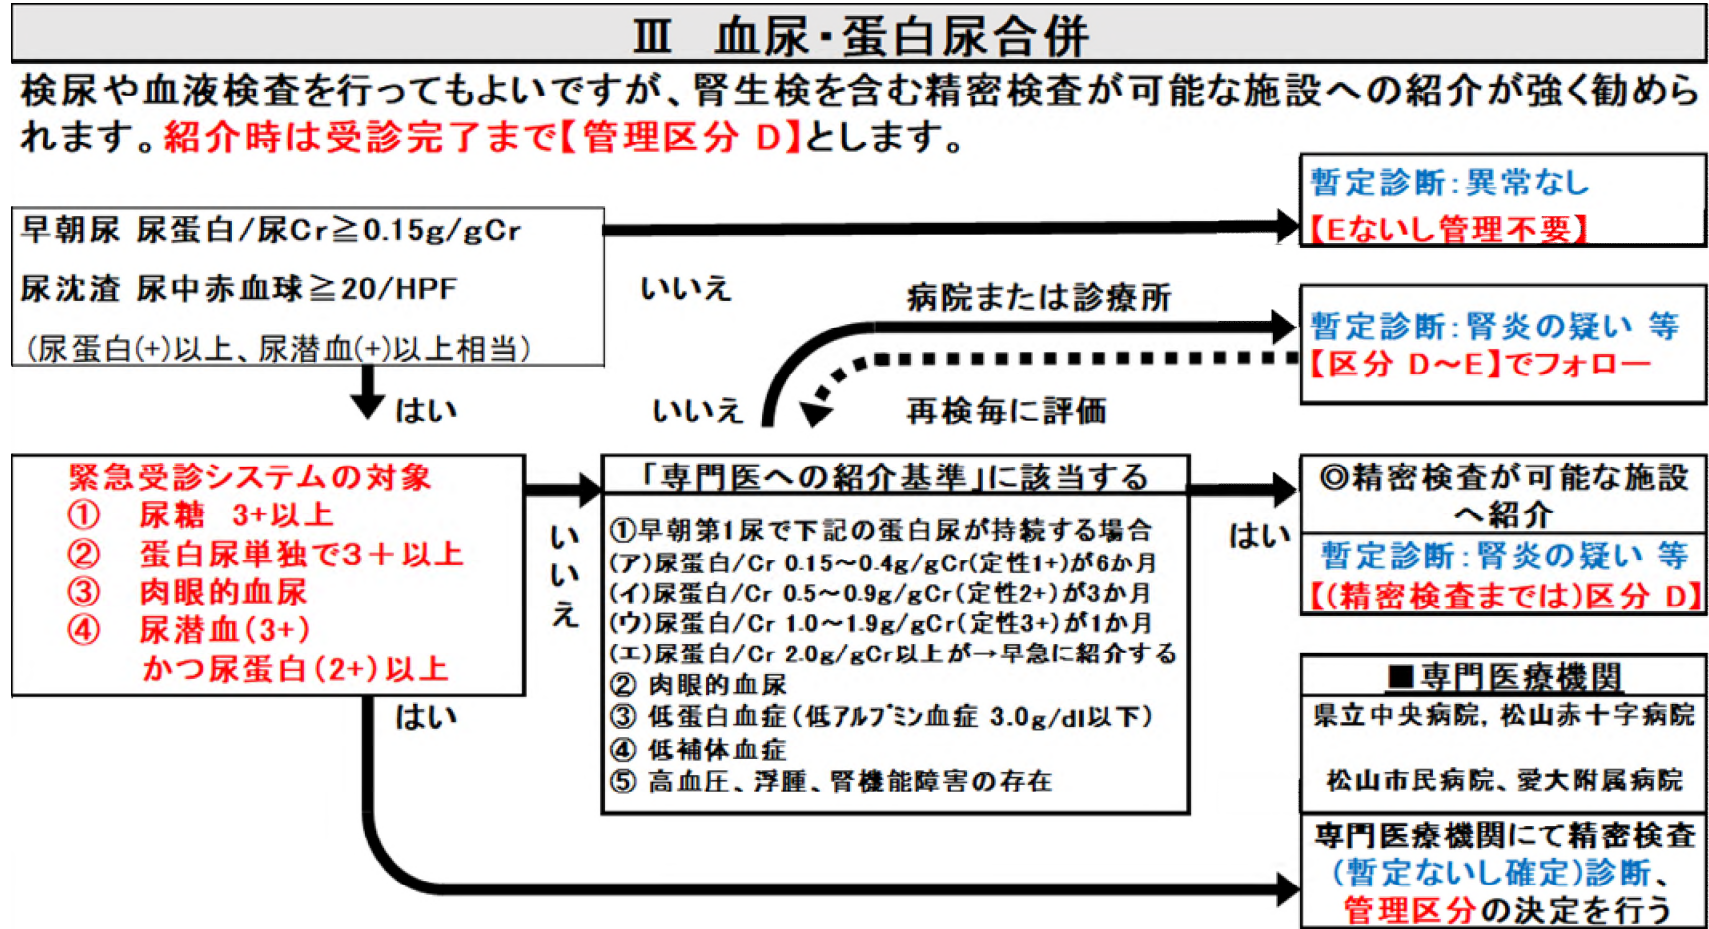 Ⅲ 血尿・蛋白尿合併
検尿や血液検査を行ってもよいですが、腎生検を含む精密検査が可能な施設への紹介が強く勧めら
れます。紹介時は受診完了まで【管理区分 D】とします。
早朝尿 尿蛋白/尿Cr≧0.15g/gCr
尿沈渣 尿中赤血球≧20/HPF
(尿蛋白(+)以上、尿潜血(+)以上相当)
いいえ
暫定診断:異常なし
【Eないし管理不要】
はい
いいえ
病院または診療所
再検毎に評価
暫定診断:腎炎の疑い 等
【区分 D～E】でフォロー
緊急受診システムの対象
① 尿糖 3+以上
② 蛋白尿単独で３＋以上
③ 肉眼的血尿
④ 尿潜血(3+)
かつ尿蛋白(2+)以上
いいえ
はい
「専門医への紹介基準」に該当する
①早朝第1尿で下記の蛋白尿が持続する場合
(ア)尿蛋白/Cr 0.15～0.4g/gCr(定性1+)が6か月
(イ)尿蛋白/Cr 0.5～0.9g/gCr(定性2+)が3か月
(ウ)尿蛋白/Cr 1.0～1.9g/gCr(定性3+)が1か月
(エ)尿蛋白/Cr 2.0g/gCr以上が→早急に紹介する
② 肉眼的血尿
③ 低蛋白血症(低ｱﾙﾌﾞﾐﾝ血症 3.0g/dl以下)
④ 低補体血症
⑤ 高血圧、浮腫、腎機能障害の存在
はい
◎精密検査が可能な施設
へ紹介
暫定診断:腎炎の疑い 等
【(精密検査までは)区分 D】
■専門医療機関
県立中央病院, 松山赤十字病院
松山市民病院、愛大附属病院
専門医療機関にて精密検査
(暫定ないし確定)診断、
管理区分の決定を行う